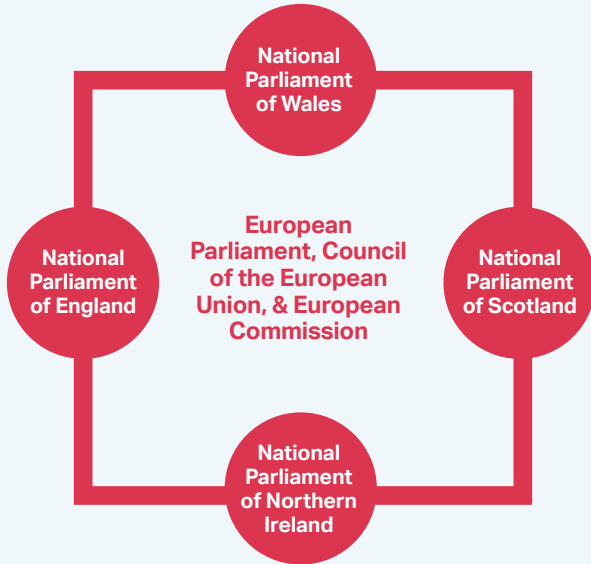 National
Parliament
of Wales
National
Parliament
of England
European
Parliament, Council
of the European
Union, & European
Commission
National
Parliament
of Scotland
National
Parliament
of Northern
Ireland